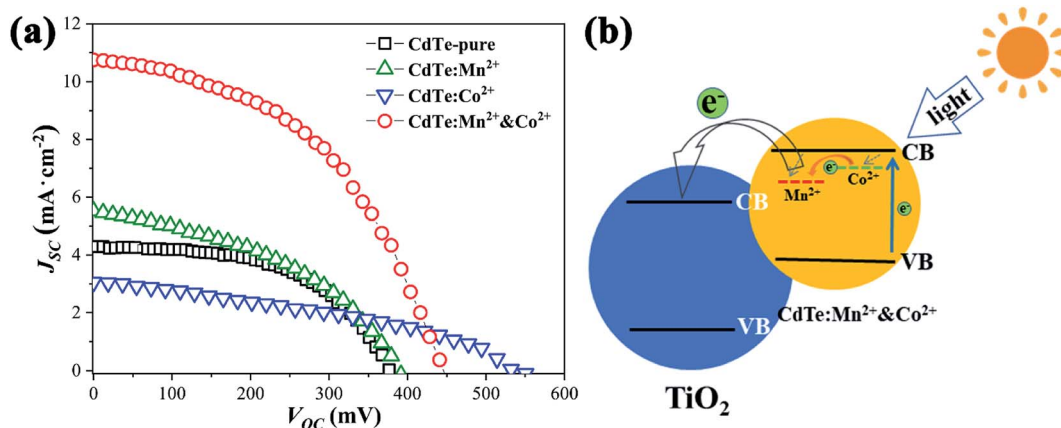 (a)
CdTe-pure
CdTe:Mn²⁺
CdTe:Co²⁺
CdTe:Mn²⁺&Co²⁺
J_SC (mA·cm⁻²)
12
10
8
6
4
2
0
0 100 200 300 400 500 600
V_OC (mV)
(b)
light
e⁻
CB
e⁻
Co²⁺
Mn²⁺
CB
e⁻
VB
CdTe:Mn²⁺&Co²⁺
VB
TiO₂